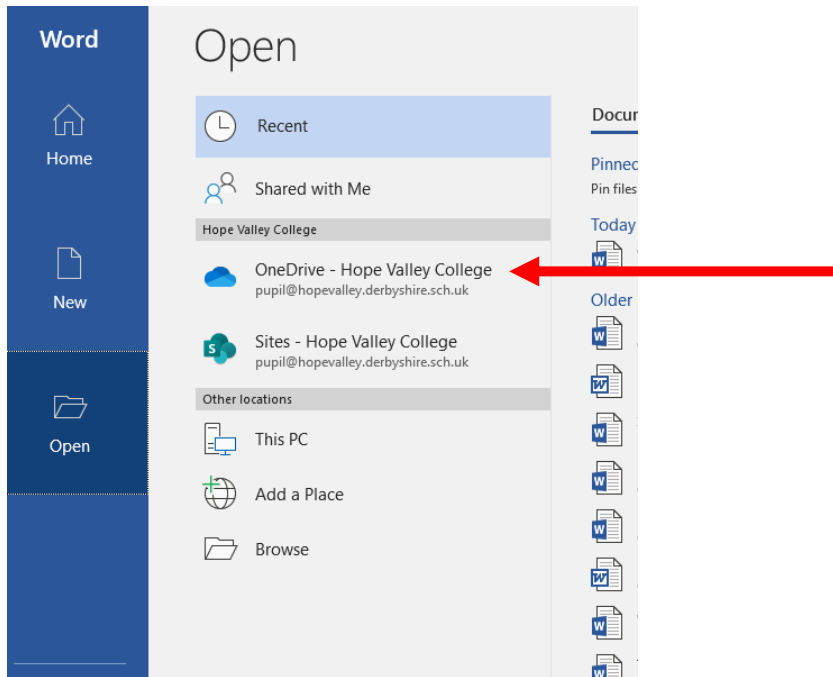 Word
Home
New
Open
Open
Recent
Shared with Me
Hope Valley College
OneDrive - Hope Valley College
pupil@hopevalley.derbyshire.sch.uk
Sites - Hope Valley College
pupil@hopevalley.derbyshire.sch.uk
Other locations
This PC
Add a Place
Browse
Docur
Pinnec
Pin files
Today
Older